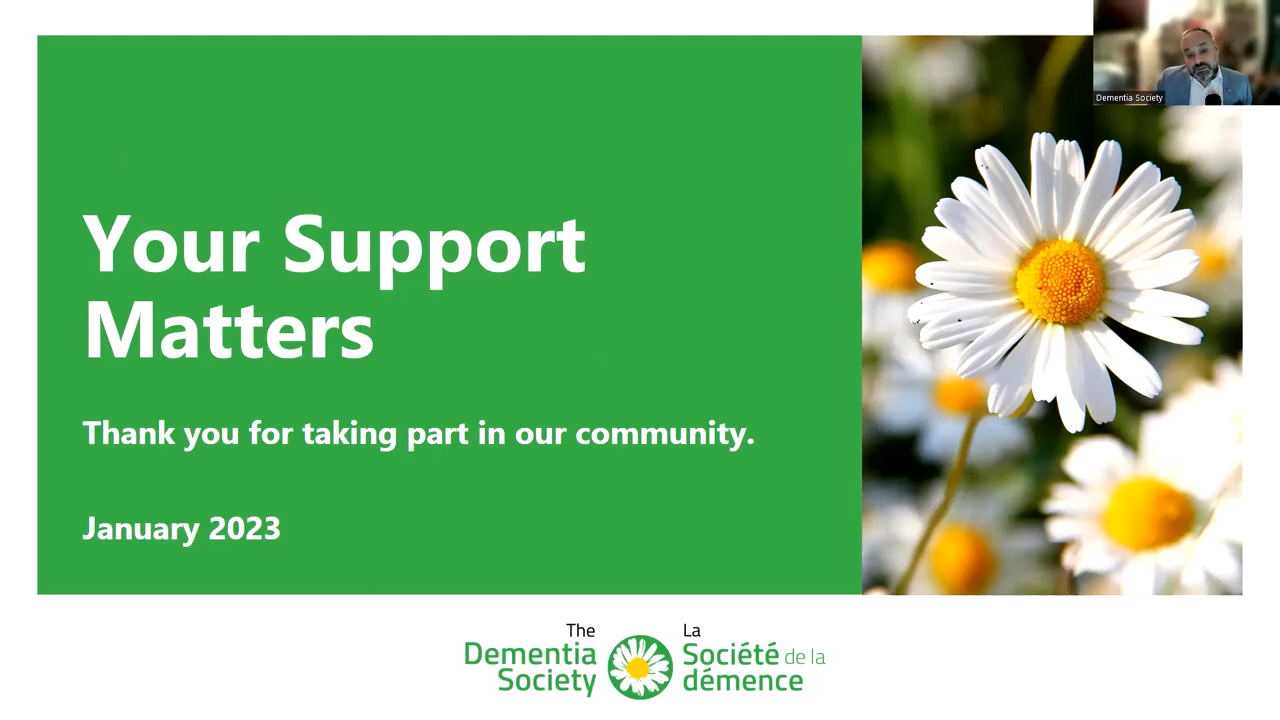 Dementia Society
Your Support
Matters
Thank you for taking part in our community.
January 2023
The
Dementia
Society
La
Société de la
démence